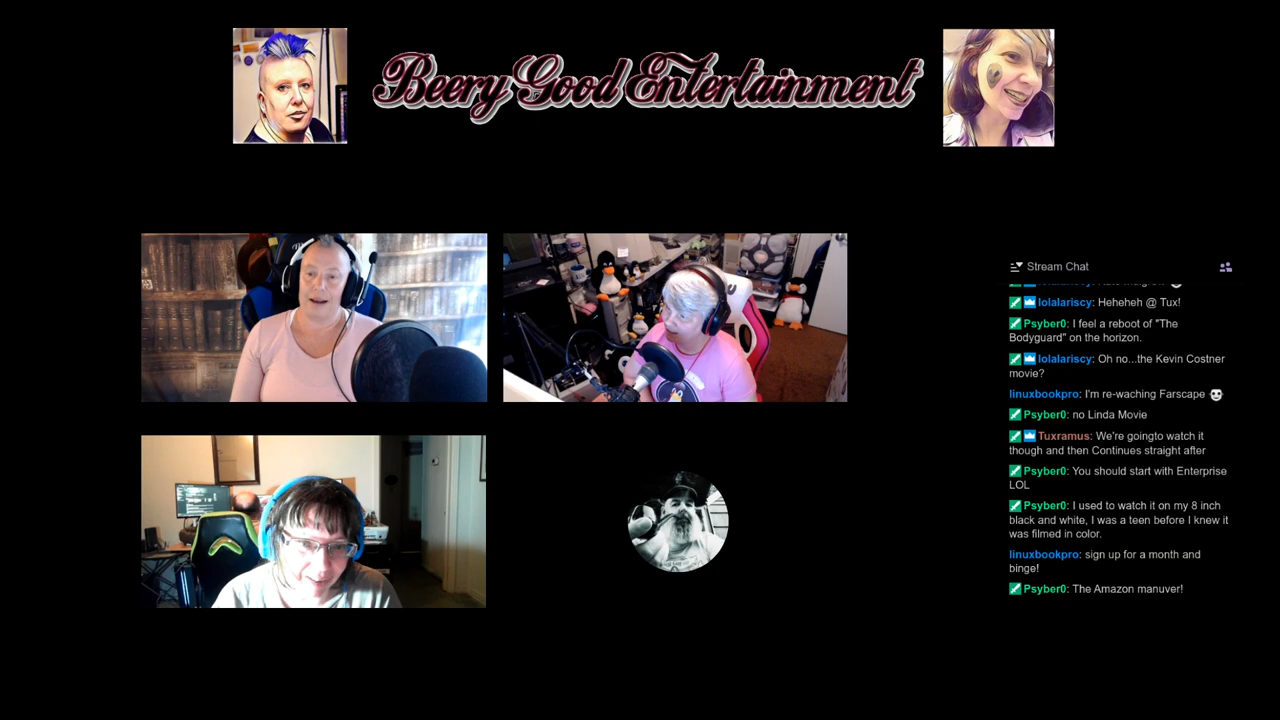 Beery Good Entertainment
Stream Chat
lolalariscy: Heheheh @ Tux!
Psyber0: I feel a reboot of "The
Bodyguard" on the horizon.
lolalariscy: Oh no...the Kevin Costner
movie?
linuxbookpro: I'm re-waching Farscape
Psyber0: no Linda Movie
Tuxramus: We're goingto watch it
though and then Continues straight after
Psyber0: You should start with Enterprise
LOL
Psyber0: I used to watch it on my 8 inch
black and white, I was a teen before I knew it
was filmed in color.
linuxbookpro: sign up for a month and
binge!
Psyber0: The Amazon manuver!